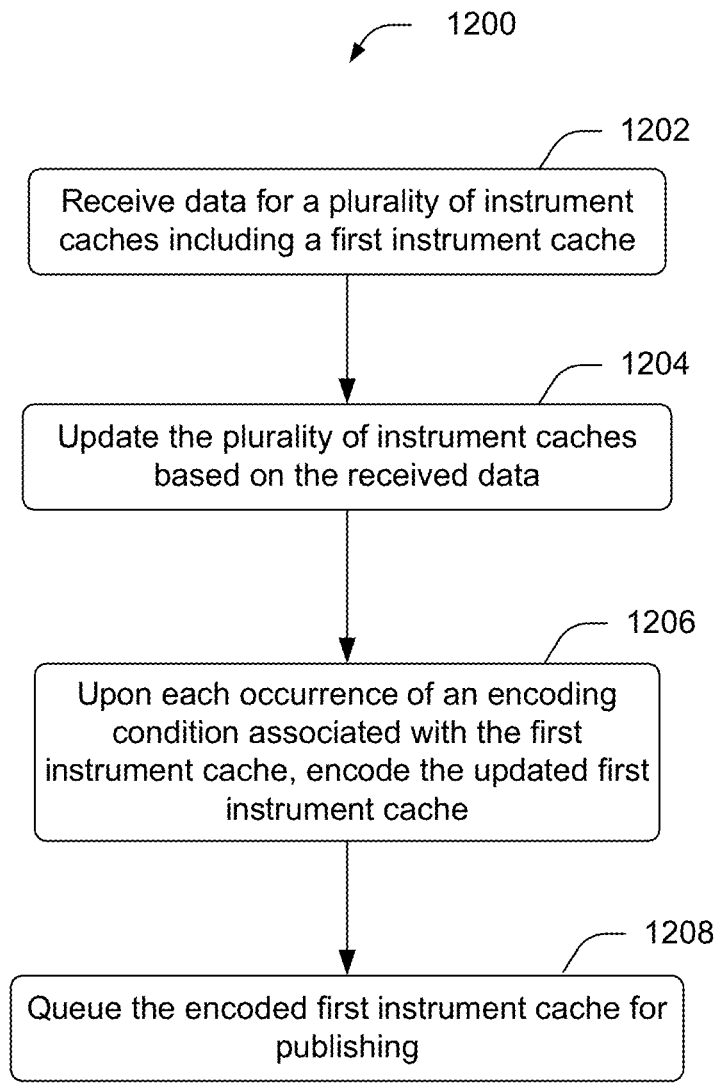 1200
1202
Receive data for a plurality of instrument
caches including a first instrument cache
1204
Update the plurality of instrument caches
based on the received data
1206
Upon each occurrence of an encoding
condition associated with the first
instrument cache, encode the updated first
instrument cache
1208
Queue the encoded first instrument cache for
publishing